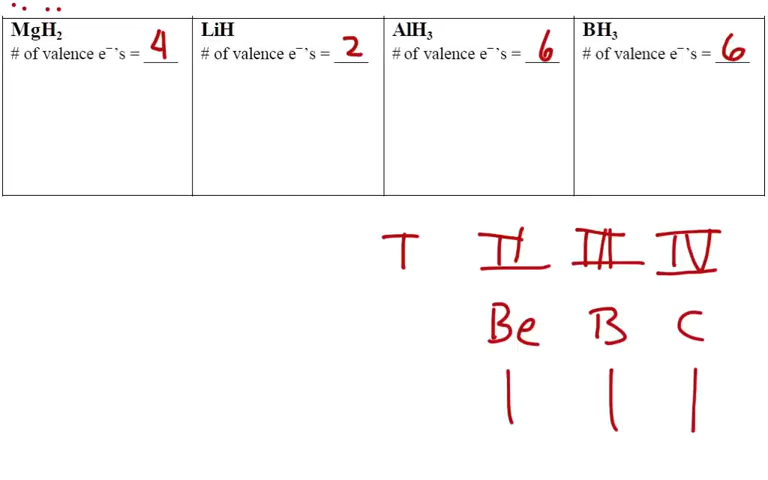 MgH₂
# of valence e⁻'s = 4
LiH
# of valence e⁻'s = 2
AlH₃
# of valence e⁻'s = 6
BH₃
# of valence e⁻'s = 6
II III IV
Be B C